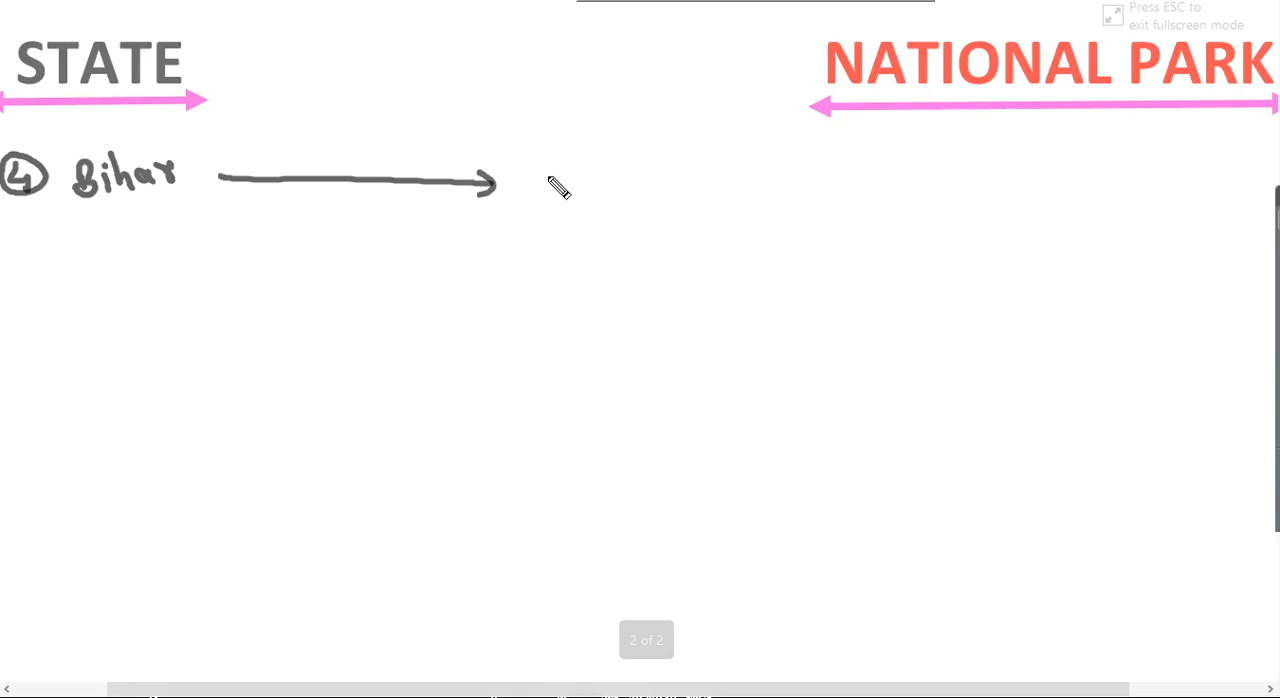 Press ESC to
exit fullscreen mode
STATE NATIONAL PARK
④ Bihar →
2 of 2